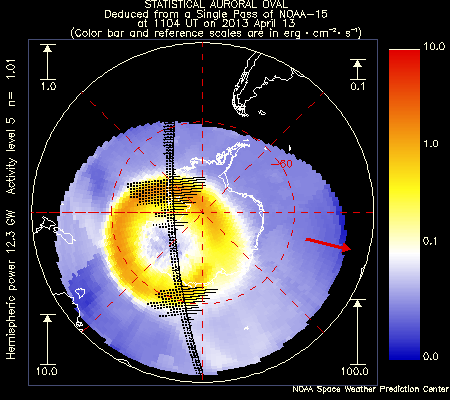 STATISTICAL AURORAL OVAL
Deduced from a Single Pass of NOAA-15
at 1104 UT on 2013 April 13
(Color bar and reference scales are in erg · cm⁻² · s⁻¹)
Hemispheric power 12.3 GW Activity level 5 n= 1.01
1.0
0.1
10.0
100.0
-60
10.0
1.0
0.1
0.0
NOAA Space Weather Prediction Center